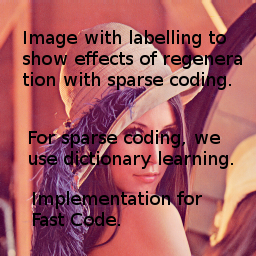 Image with labelling to
show effects of regenera
tion with sparse coding.
For sparse coding, we
use dictionary learning.
Implementation for
Fast Code.